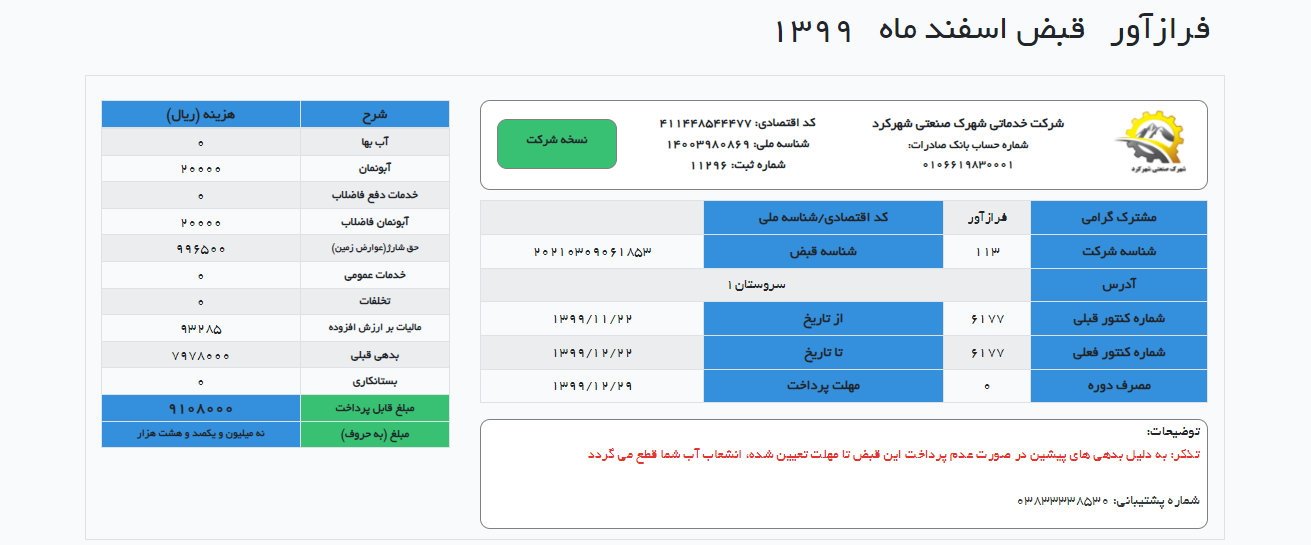 فرازآور قبض اسفند ماه ۱۳۹۹
شرکت خدماتی شهرک صنعتی شهرکرد
شماره حساب بانک صادرات:
۰۱۰۶۶۱۹۸۳۰۰۰۱
کد اقتصادی: ۴۱۱۴۴۸۵۴۴۴۷۷
شناسه ملی: ۱۴۰۰۳۹۸۰۸۶۹
شماره ثبت: ۱۱۲۹۶
نسخه شرکت
شهرک صنعتی شهرکرد
مشترک گرامی فرازآور کد اقتصادی/شناسه ملی
شناسه شرکت ۱۱۳ شناسه قبض ۲۰۲۱۰۳۰۹۰۶۱۸۵۳
آدرس سروستان۱
شماره کنتور قبلی ۶۱۷۷ از تاریخ ۱۳۹۹/۱۱/۲۲
شماره کنتور فعلی ۶۱۷۷ تا تاریخ ۱۳۹۹/۱۲/۲۲
مصرف دوره ۰ مهلت پرداخت ۱۳۹۹/۱۲/۲۹
توضیحات:
تذکر: به دلیل بدهی های پیشین در صورت عدم پرداخت این قبض تا مهلت تعیین شده، انشعاب آب شما قطع می گردد
شماره پشتیبانی: ۰۳۸۳۳۳۳۸۵۳۰
شرح هزینه (ریال)
آب بها ۰
آبونمان ۲۰۰۰۰
خدمات دفع فاضلاب ۰
آبونمان فاضلاب ۲۰۰۰۰
حق شارژ(عوارض زمین) ۹۹۶۵۰۰
خدمات عمومی ۰
تخلفات ۰
مالیات بر ارزش افزوده ۹۳۲۸۵
بدهی قبلی ۷۹۷۸۰۰۰
بستانکاری ۰
مبلغ قابل پرداخت ۹۱۰۸۰۰۰
مبلغ (به حروف) نه میلیون و یکصد و هشت هزار